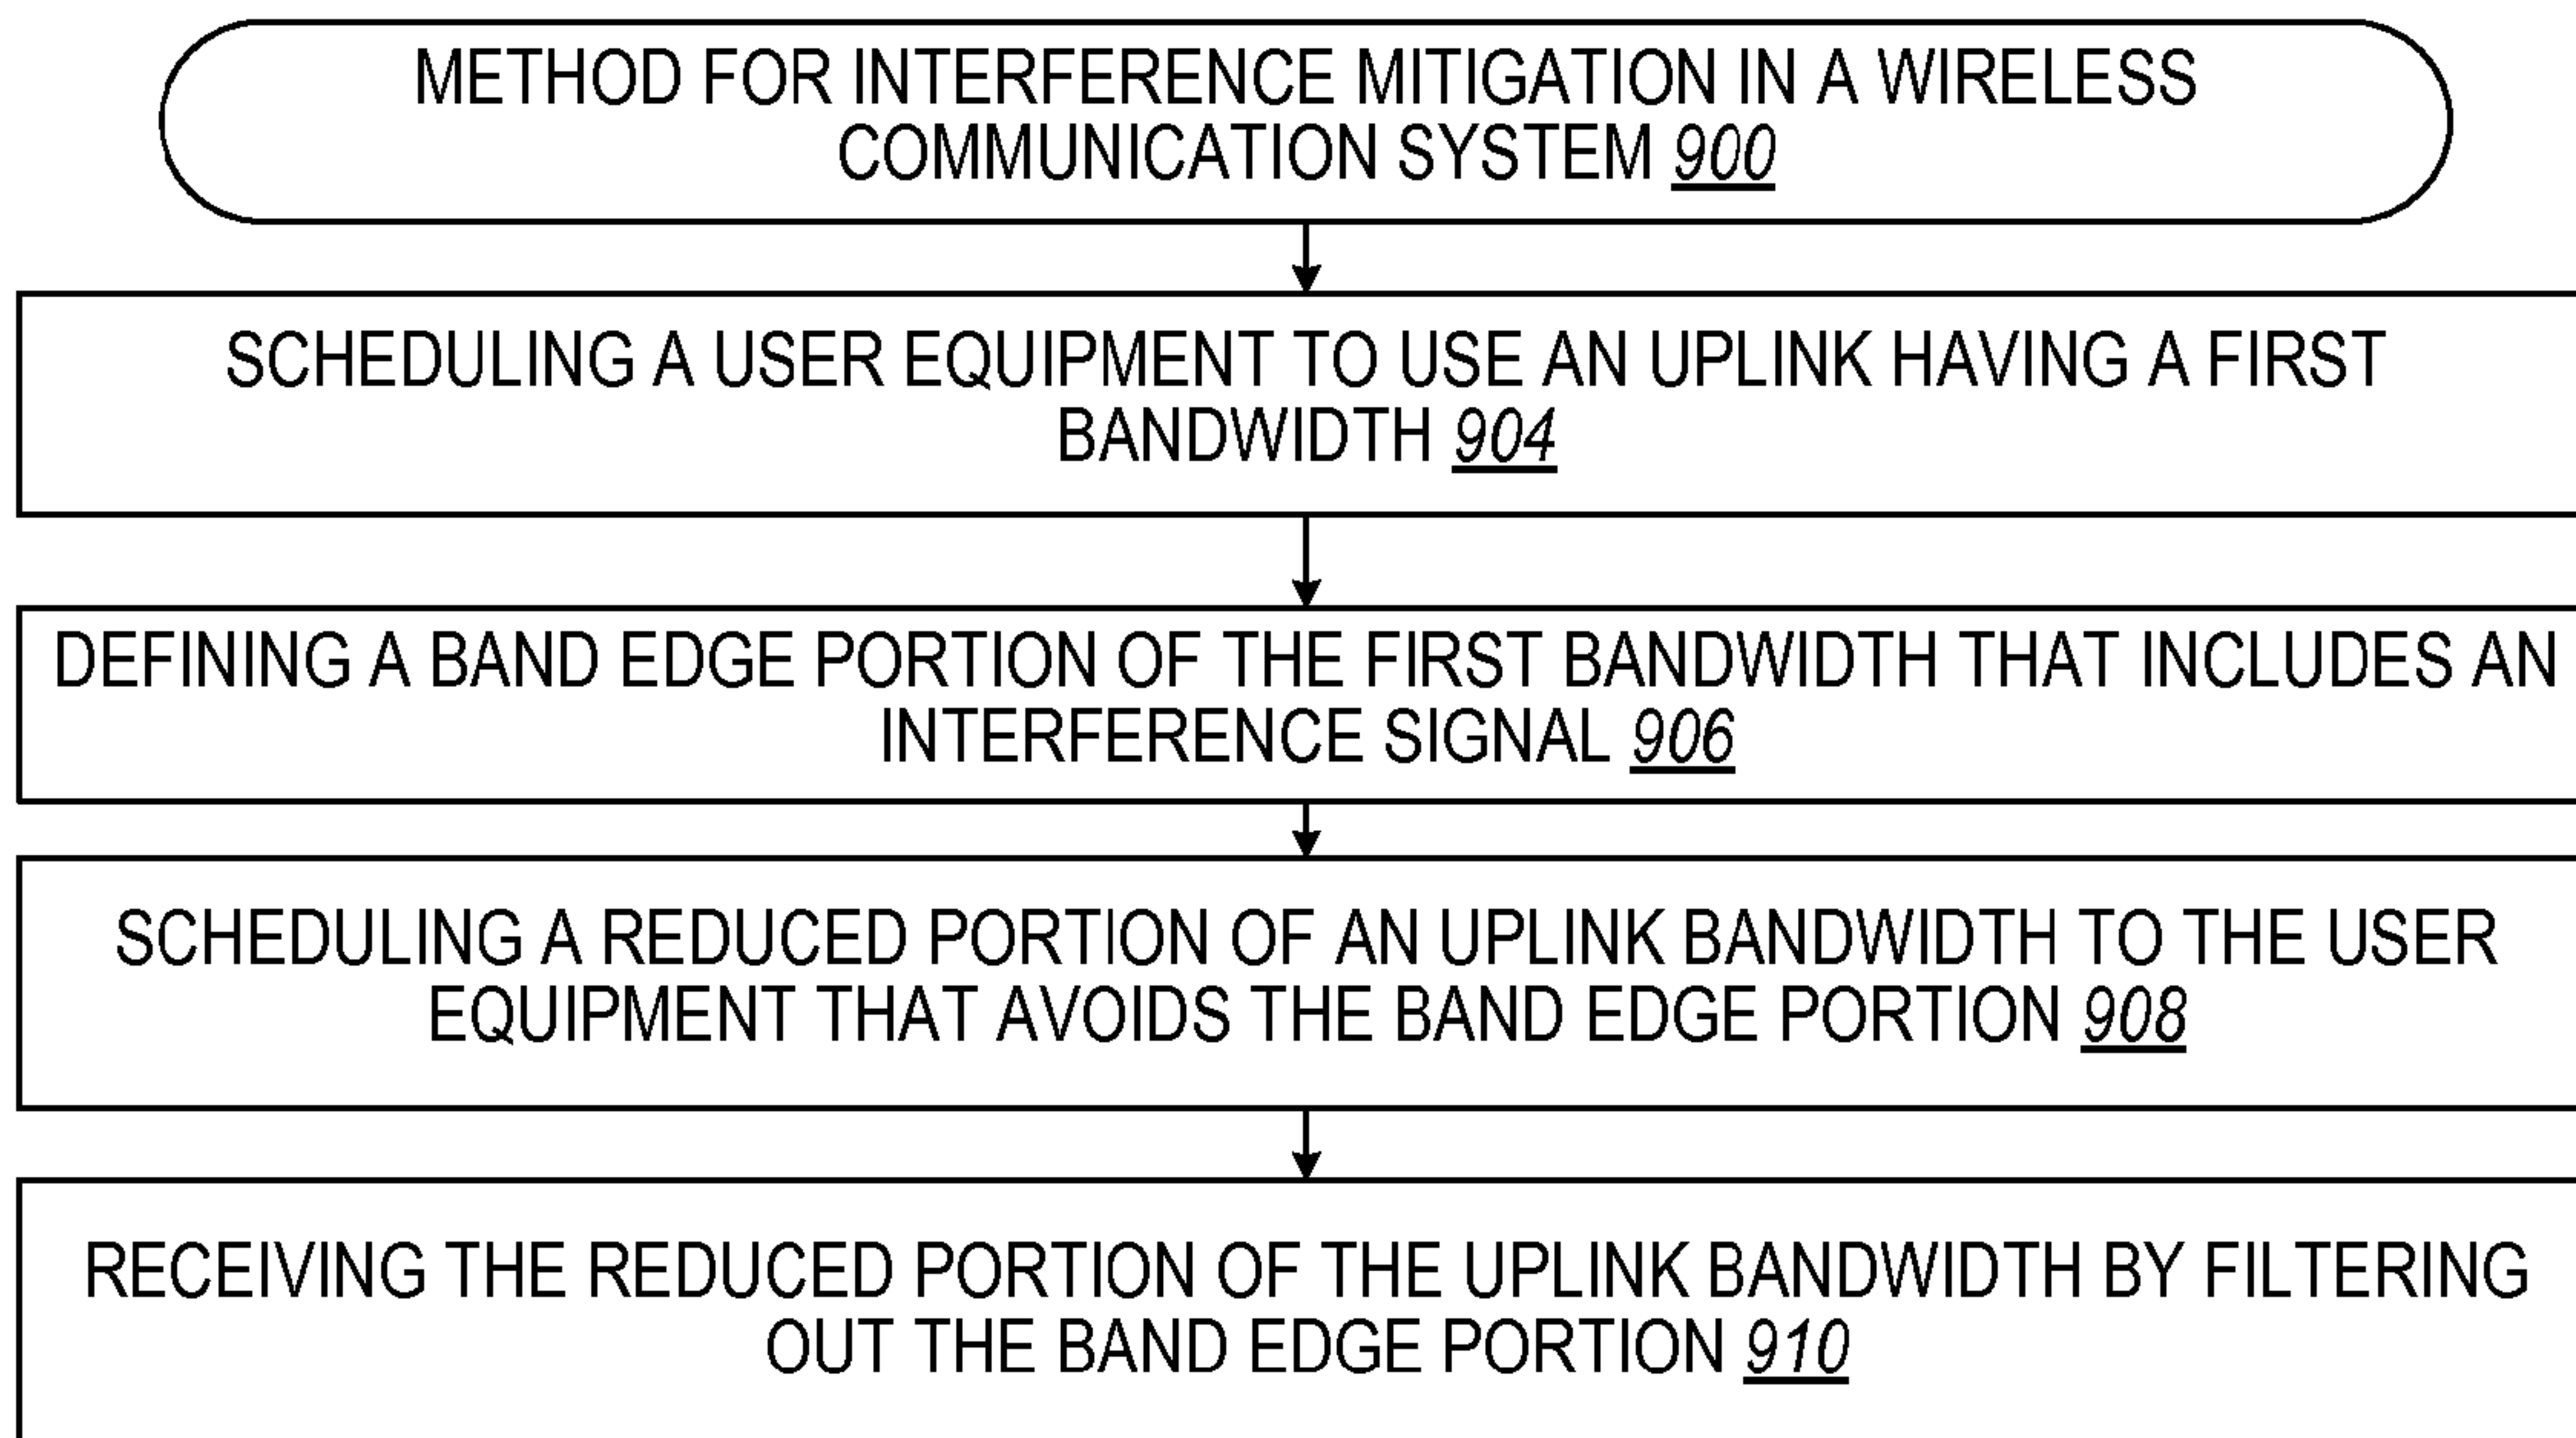 METHOD FOR INTERFERENCE MITIGATION IN A WIRELESS
COMMUNICATION SYSTEM 900
SCHEDULING A USER EQUIPMENT TO USE AN UPLINK HAVING A FIRST
BANDWIDTH 904
DEFINING A BAND EDGE PORTION OF THE FIRST BANDWIDTH THAT INCLUDES AN
INTERFERENCE SIGNAL 906
SCHEDULING A REDUCED PORTION OF AN UPLINK BANDWIDTH TO THE USER
EQUIPMENT THAT AVOIDS THE BAND EDGE PORTION 908
RECEIVING THE REDUCED PORTION OF THE UPLINK BANDWIDTH BY FILTERING
OUT THE BAND EDGE PORTION 910